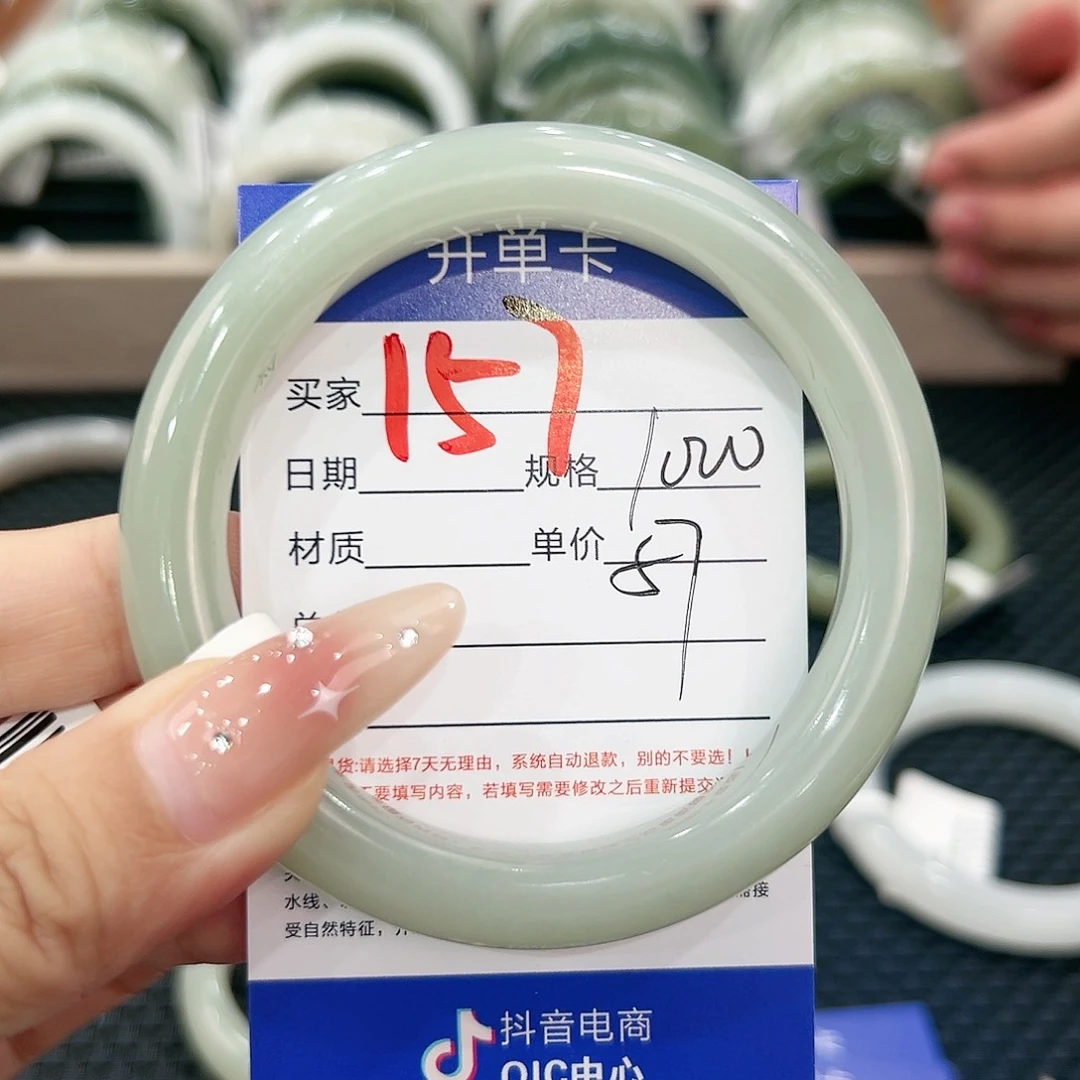 开单卡
157
买家
日期 规格 1000
材质 单价 57
货:请选择7天无理由，系统自动退款，别的不要选！
要填写内容，若填写需要修改之后重新提交
水线、
接
受自然特征，
抖音电商
QIC中心